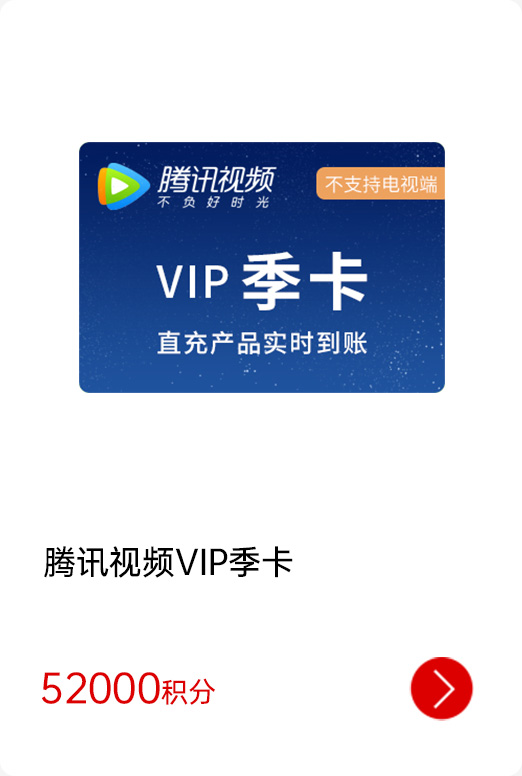 腾讯视频
不负好时光
不支持电视端
VIP 季卡
直充产品实时到账
腾讯视频VIP季卡
52000积分